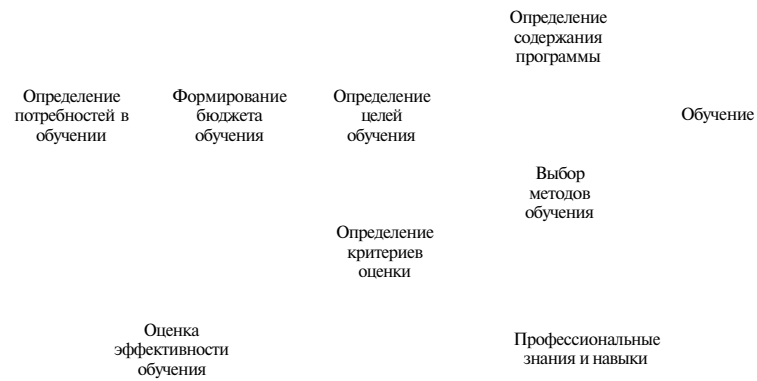 Определение
содержания
программы
Определение
потребностей в
обучении
Формирование
бюджета
обучения
Определение
целей
обучения
Обучение
Выбор
методов
обучения
Определение
критериев
оценки
Оценка
эффективности
обучения
Профессиональные
знания и навыки